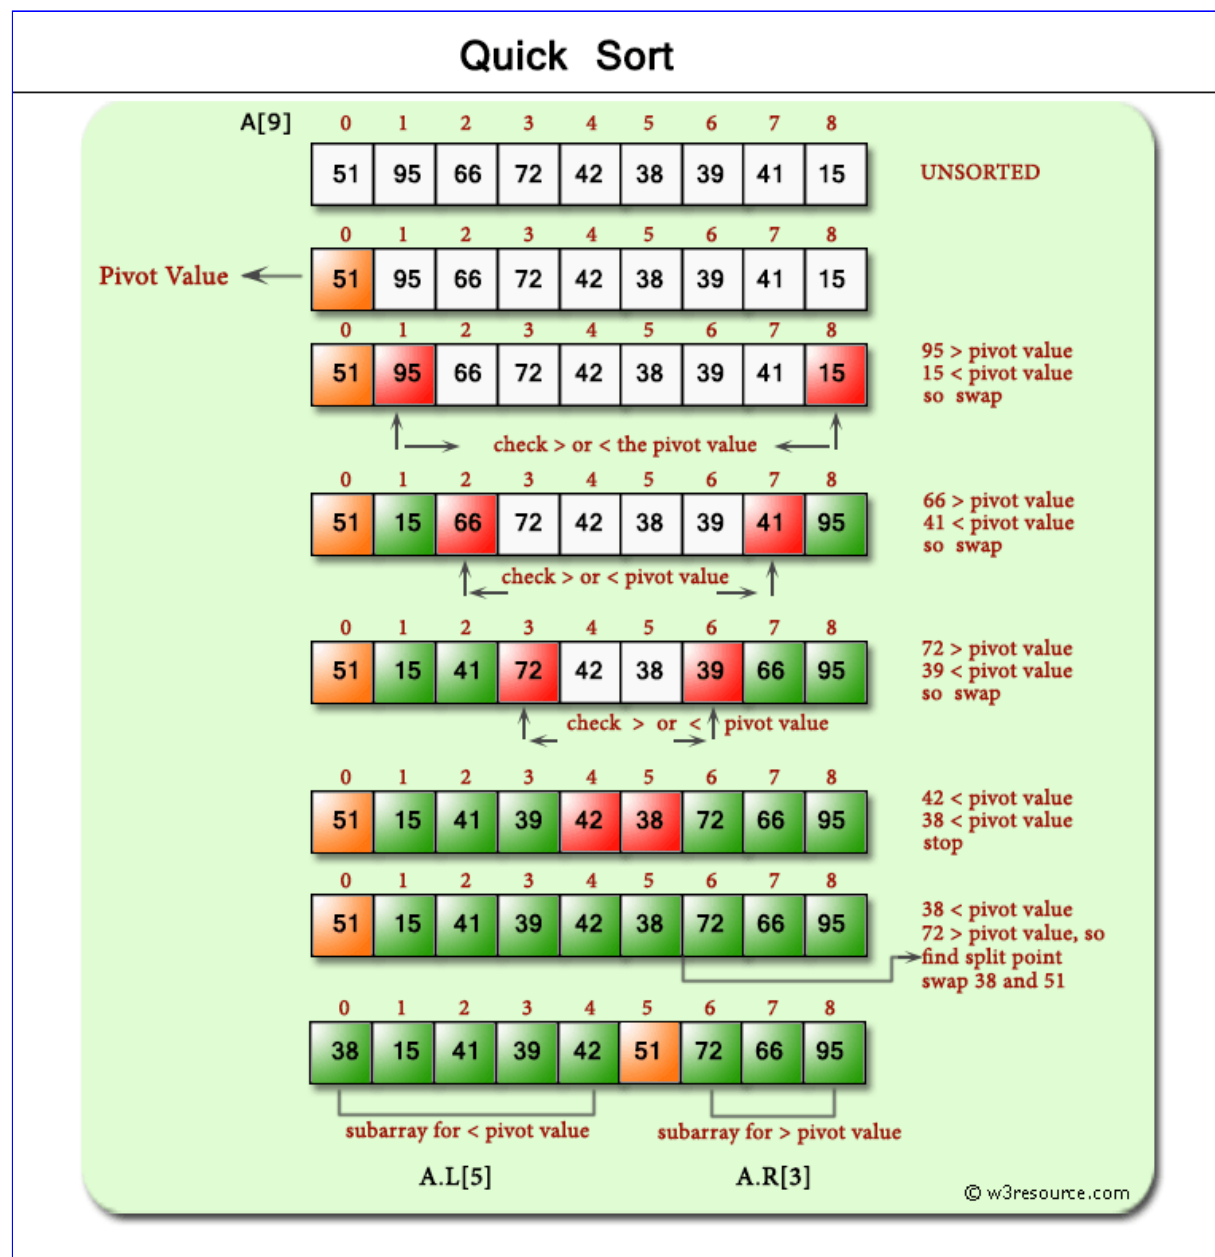 Quick Sort
A[9] 0 1 2 3 4 5 6 7 8
51 95 66 72 42 38 39 41 15 UNSORTED
0 1 2 3 4 5 6 7 8
Pivot Value 51 95 66 72 42 38 39 41 15
0 1 2 3 4 5 6 7 8
51 95 66 72 42 38 39 41 15
95 > pivot value
15 < pivot value
so swap
check > or < the pivot value
0 1 2 3 4 5 6 7 8
51 15 66 72 42 38 39 41 95
66 > pivot value
41 < pivot value
so swap
check > or < pivot value
0 1 2 3 4 5 6 7 8
51 15 41 72 42 38 39 66 95
72 > pivot value
39 < pivot value
so swap
check > or < pivot value
0 1 2 3 4 5 6 7 8
51 15 41 39 42 38 72 66 95
42 < pivot value
38 < pivot value
stop
0 1 2 3 4 5 6 7 8
51 15 41 39 42 38 72 66 95
38 < pivot value
72 > pivot value, so
find split point
swap 38 and 51
0 1 2 3 4 5 6 7 8
38 15 41 39 42 51 72 66 95
subarray for < pivot value subarray for > pivot value
A.L[5] A.R[3]
© w3resource.com